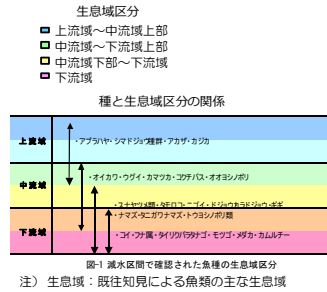 生息域区分
上流域～中流域上部
中流域～下流域上部
中流域下部～下流域
下流域
種と生息域区分の関係
上流域
・アブラハヤ・シマドジョウ種群・アカザ・カジカ
中流域
・オイカワ・ウグイ・カマツカ・コクチバス・オオヨシノボリ
・スナヤツメ類・タモロコ・ニゴイ・ドジョウ・カラドジョウ・ギギ
・ナマズ・タニガワナマズ・トウヨシノボリ類
下流域
・コイ・フナ属・タイリクバラタナゴ・モツゴ・メダカ・カムルチー
図-1 減水区間で確認された魚種の生息域区分
注） 生息域：既往知見による魚類の主な生息域